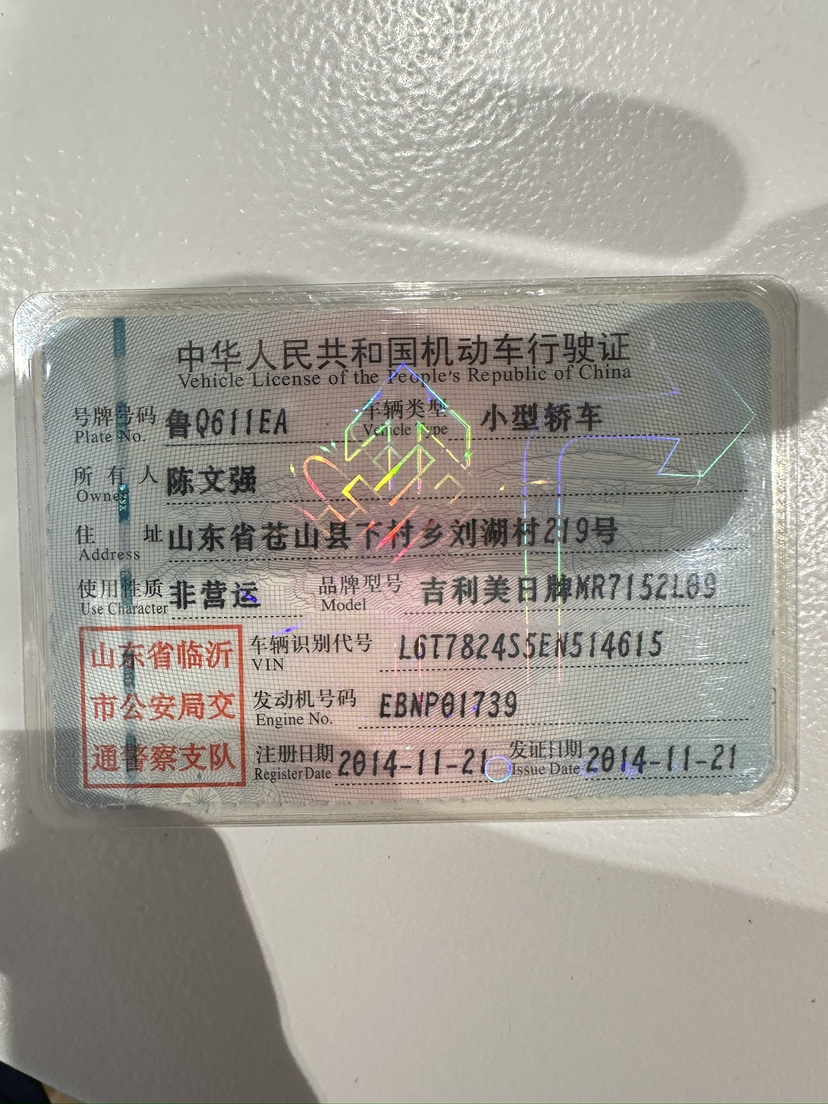 中华人民共和国机动车行驶证
Vehicle License of the People's Republic of China
号牌号码 鲁Q611EA 车辆类型 小型轿车
Plate No. Vehicle Type
所有人 陈文强
Owner
住址 山东省苍山县下村乡刘湖村219号
Address
使用性质 非营运 品牌型号 吉利美日牌MR7152L09
Use Character Model
山东省临沂
市公安局交
通警察支队
车辆识别代号 L6T7824S5EN514615
VIN
发动机号码 EBNP01739
Engine No.
注册日期 2014-11-21 发证日期 2014-11-21
Register Date Issue Date